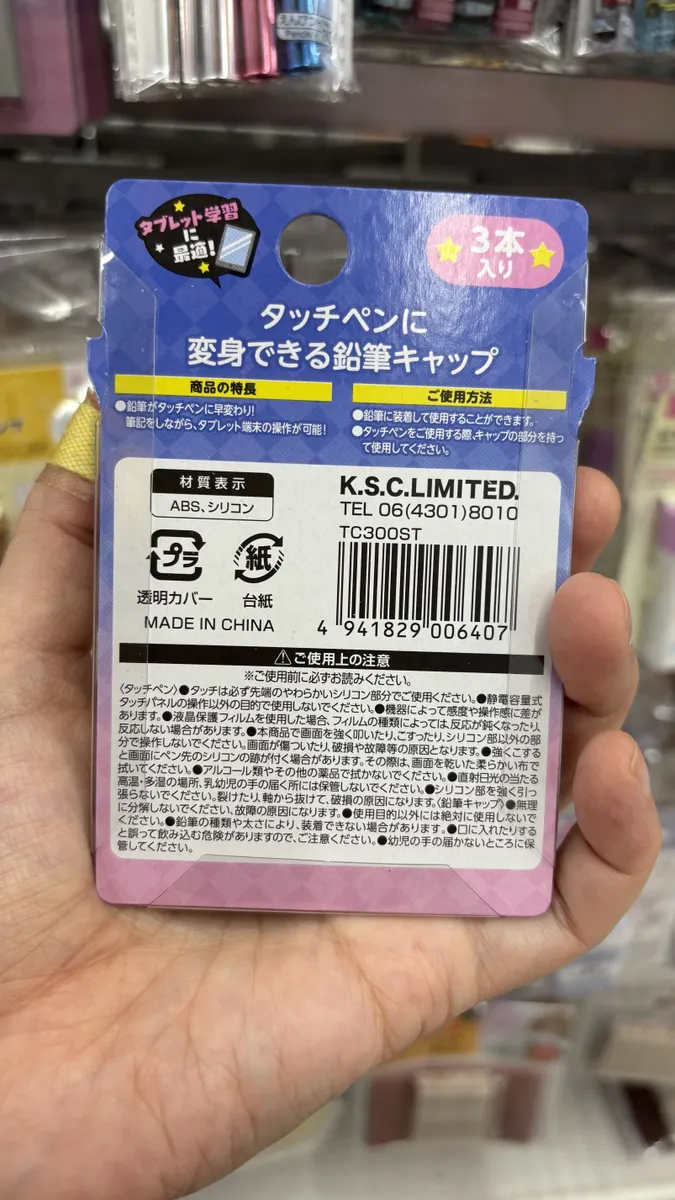 えんぴつ
Pencil
タブレット学習
に
最適!
3本
入り
タッチペンに
変身できる鉛筆キャップ
商品の特長
●鉛筆がタッチペンに早変わり!
筆記をしながら、タブレット端末の操作が可能!
ご使用方法
●鉛筆に装着して使用することができます。
●タッチペンをご使用する際、キャップの部分を持っ
て使用してください。
材質表示
ABS、シリコン
プラ
透明カバー
紙
台紙
MADE IN CHINA
K.S.C.LIMITED.
TEL 06(4301)8010
TC300ST
4 941829 006407
⚠ご使用上の注意
※ご使用前に必ずお読みください。
〈タッチペン〉●タッチは必ず先端のやわらかいシリコン部分でご使用ください。●静電容量式
タッチパネルの操作以外の目的で使用しないでください。●機器によって感度や操作感に差が
あります。●液晶保護フィルムを使用した場合、フィルムの種類によっては、反応が鈍くなったり、
反応しない場合があります。●本商品で画面を強く叩いたり、こすったり、シリコン部以外の部
分で操作しないでください。画面が傷ついたり、破損や故障等の原因となります。●強くこする
と画面にペン先のシリコンの跡が付く場合があります。その際は、画面を乾いた柔らかい布で
拭いてください。●アルコール類やその他の薬品で拭かないでください。●直射日光の当たる
高温・多湿の場所、乳幼児の手の届く所には保管しないでください。●シリコン部を強く引っ
張らないでください。裂けたり、軸から抜けて、破損の原因になります。〈鉛筆キャップ〉●無理
に分解しないでください、故障の原因になります。●使用目的以外には絶対に使用しないで
ください。●鉛筆の種類や太さにより、装着できない場合があります。●口に入れたりする
と誤って飲み込む危険がありますので、ご注意ください。●幼児の手の届かないところに保
管してください。